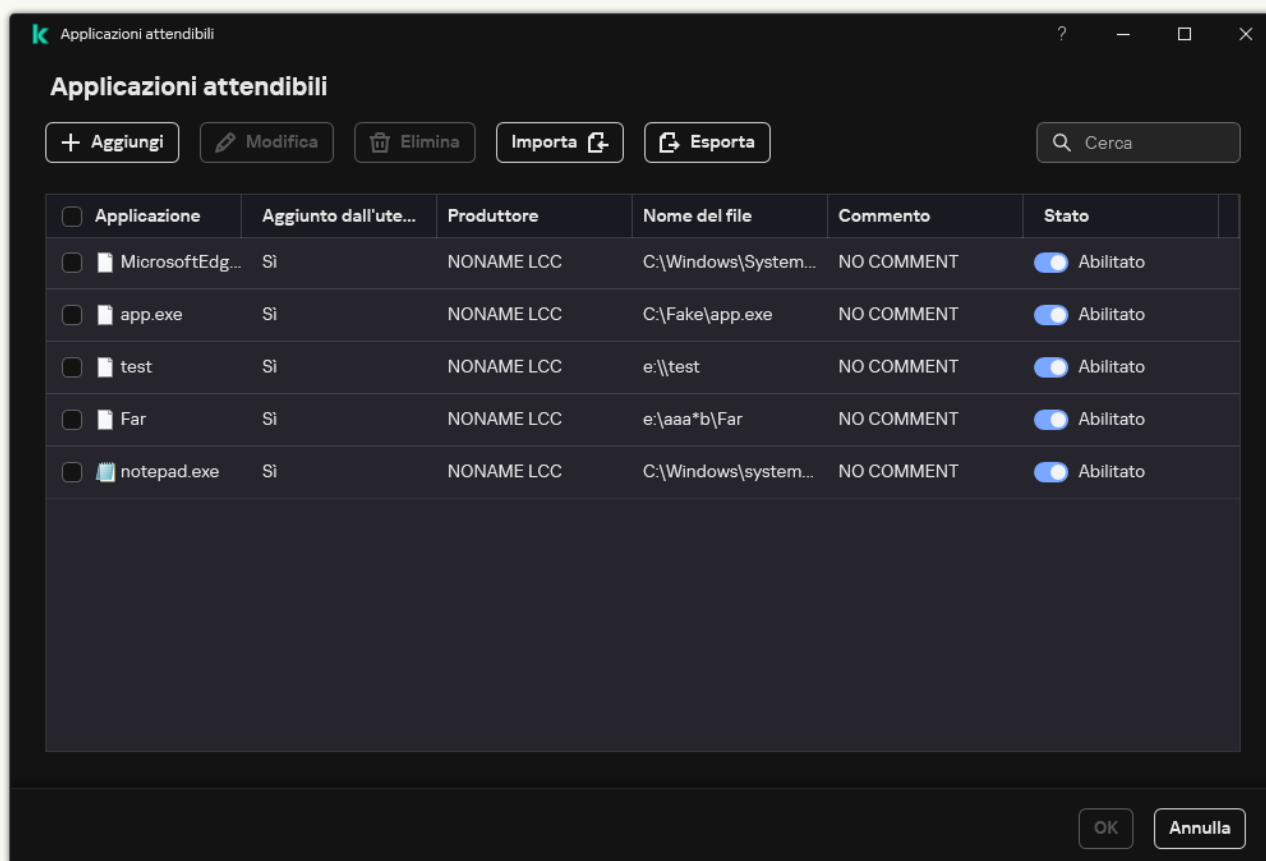 Applicazioni attendibili
Applicazioni attendibili
Aggiungi Modifica Elimina Importa Esporta Cerca
Applicazione Aggiunto dall'ute... Produttore Nome del file Commento Stato
MicrosoftEdg... Sì NONAME LCC C:\Windows\System... NO COMMENT Abilitato
app.exe Sì NONAME LCC C:\Fake\app.exe NO COMMENT Abilitato
test Sì NONAME LCC e:\\test NO COMMENT Abilitato
Far Sì NONAME LCC e:\aaa*b\Far NO COMMENT Abilitato
notepad.exe Sì NONAME LCC C:\Windows\system... NO COMMENT Abilitato
OK Annulla